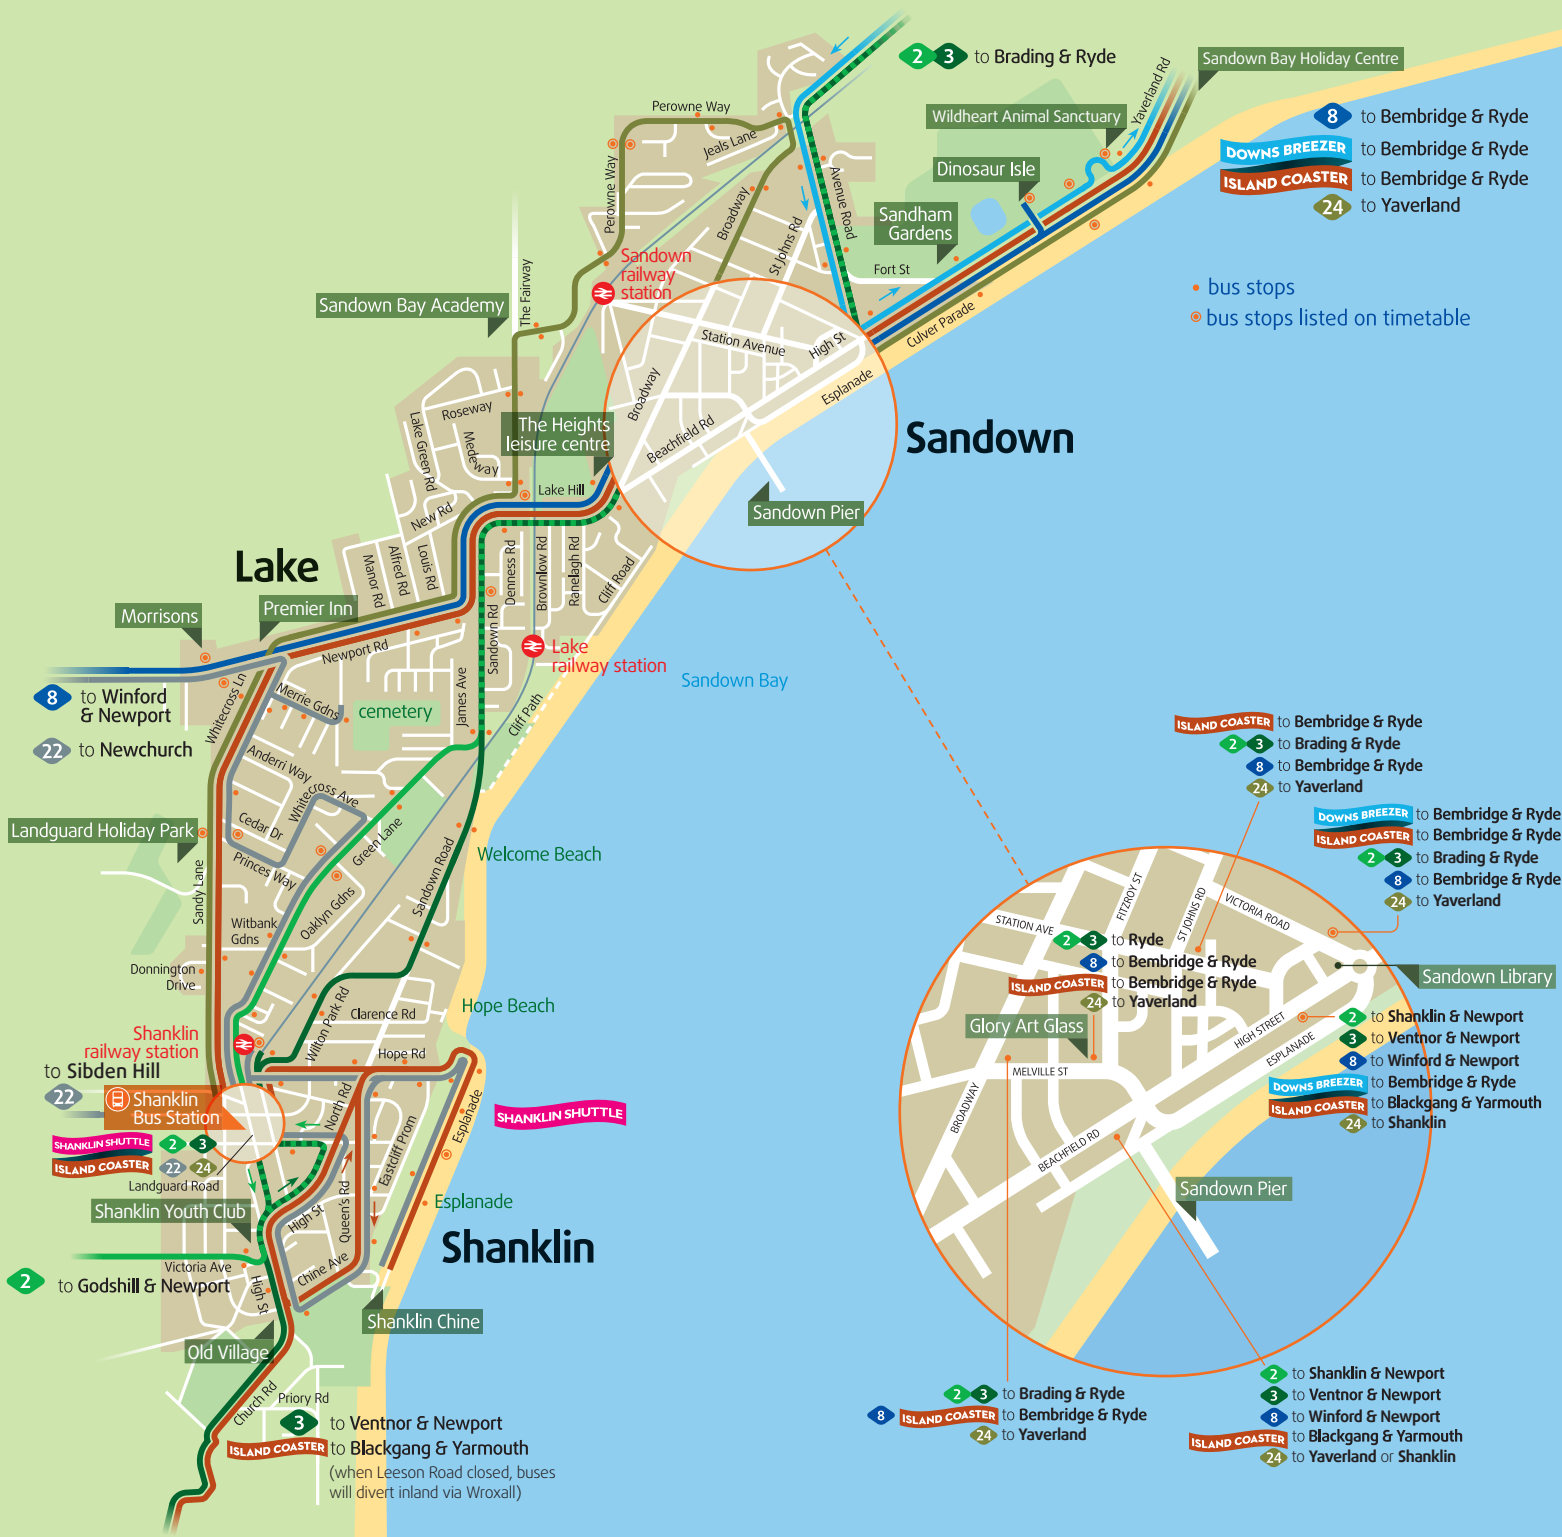 2 3 to Brading & Ryde
Sandown Bay Holiday Centre
Yaverland Rd
Perowne Way
Jeals Lane
Perowne Way
Broadway
Avenue Road
St Johns Rd
Wildheart Animal Sanctuary
Dinosaur Isle
Sandham
Gardens
Fort St
8 to Bembridge & Ryde
DOWNS BREEZER to Bembridge & Ryde
ISLAND COASTER to Bembridge & Ryde
24 to Yaverland
bus stops
bus stops listed on timetable
Sandown
railway
station
Sandown Bay Academy
The Fairway
Station Avenue
High St
Culver Parade
Esplanade
Broadway
Beachfield Rd
Roseway
Lake Green Rd
Medeway
The Heights
leisure centre
Sandown
Lake Hill
New Rd
Sandown Pier
Lake
Manor Rd
Alfred Rd
Louis Rd
Denness Rd
Brownlow Rd
Ranelagh Rd
Cliff Road
Morrisons
Premier Inn
Newport Rd
Sandown Rd
Lake
railway station
Sandown Bay
8 to Winford
& Newport
22 to Newchurch
Whitecross Ln
Merrie Gdns
cemetery
James Ave
Cliff Path
Anderri Way
Whitecross Ave
Landguard Holiday Park
Cedar Dr
Princes Way
Green Lane
Welcome Beach
Sandy Lane
Sandown Road
Oaklyn Gdns
Witbank
Gdns
Donnington
Drive
Hope Beach
Wilton Park Rd
Clarence Rd
Shanklin
railway station
Hope Rd
to Sibden Hill
22
Shanklin
Bus Station
North Rd
Esplanade
SHANKLIN SHUTTLE
SHANKLIN SHUTTLE 2 3
ISLAND COASTER 22 24
Landguard Road
Eastcliff Prom
Shanklin Youth Club
High St
Queen's Rd
Esplanade
Shanklin
Victoria Ave
2 to Godshill & Newport
High St
Chine Ave
Shanklin Chine
Old Village
Church Rd
Priory Rd
3 to Ventnor & Newport
ISLAND COASTER to Blackgang & Yarmouth
(when Leeson Road closed, buses
will divert inland via Wroxall)
ISLAND COASTER to Bembridge & Ryde
2 3 to Brading & Ryde
8 to Bembridge & Ryde
24 to Yaverland
DOWNS BREEZER to Bembridge & Ryde
ISLAND COASTER to Bembridge & Ryde
2 3 to Brading & Ryde
8 to Bembridge & Ryde
24 to Yaverland
STATION AVE
FITZROY ST
ST JOHNS RD
VICTORIA ROAD
2 3 to Ryde
8 to Bembridge & Ryde
ISLAND COASTER to Bembridge & Ryde
24 to Yaverland
Sandown Library
Glory Art Glass
HIGH STREET
ESPLANADE
2 to Shanklin & Newport
3 to Ventnor & Newport
8 to Winford & Newport
DOWNS BREEZER to Bembridge & Ryde
ISLAND COASTER to Blackgang & Yarmouth
24 to Shanklin
MELVILLE ST
BROADWAY
BEACHFIELD RD
Sandown Pier
2 3 to Brading & Ryde
8 ISLAND COASTER to Bembridge & Ryde
24 to Yaverland
2 to Shanklin & Newport
3 to Ventnor & Newport
8 to Winford & Newport
ISLAND COASTER to Blackgang & Yarmouth
24 to Yaverland or Shanklin